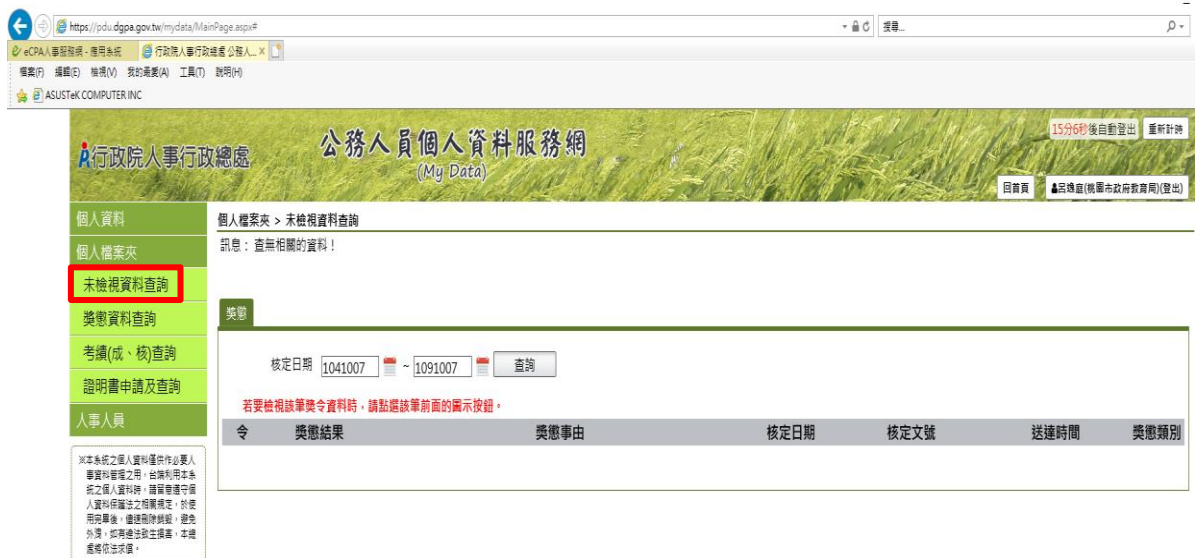 https://pdu.dgpa.gov.tw/mydata/MainPage.aspx#
搜尋...
eCPA人事服務網 - 應用系統
行政院人事行政總處 公務人...
檔案(F) 編輯(E) 檢視(V) 我的最愛(A) 工具(T) 說明(H)
ASUSTeK COMPUTER INC
行政院人事行政總處
公務人員個人資料服務網
(My Data)
15分6秒後自動登出 重新計時
回首頁 呂逸庭(桃園市政府教育局)(登出)
個人資料
個人檔案夾
未檢視資料查詢
獎懲資料查詢
考績(成、核)查詢
證明書申請及查詢
人事人員
※本系統之個人資料僅供作必要人
事資料管理之用,台端利用本系
統之個人資料時,請留意遵守個
人資料保護法之相關規定,於使
用完畢後,儘速刪除銷毀,避免
外洩,如有違法致生損害,本總
處將依法求償。
個人檔案夾 > 未檢視資料查詢
訊息: 查無相關的資料!
獎懲
核定日期 1041007 ~ 1091007 查詢
若要檢視該筆獎令資料時,請點選該筆前面的圖示按鈕。
令 獎懲結果 獎懲事由 核定日期 核定文號 送達時間 獎懲類別